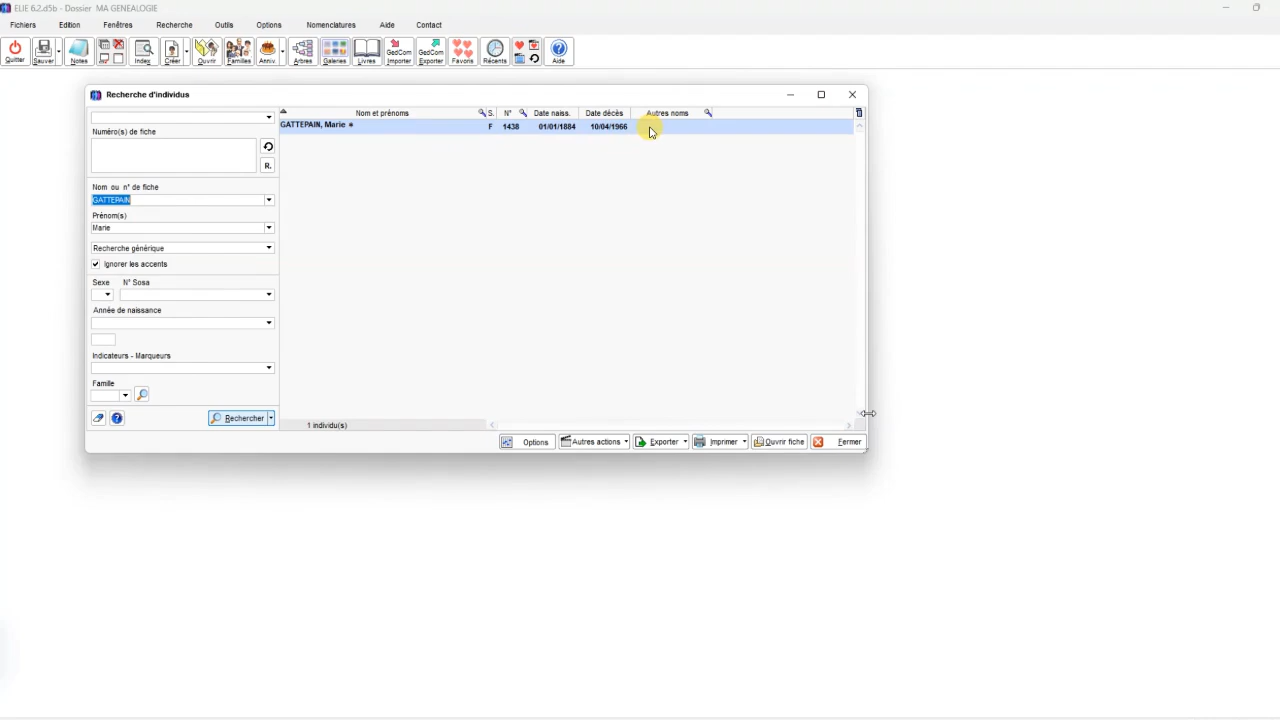 ELIE 6.2.d5b - Dossier MA GENEALOGIE
Fichiers Edition Fenêtres Recherche Outils Options Nomenclatures Aide Contact
Quitter Sauver Notes Index Créer Ouvrir Familles Anniv. Arbres Galeries Livres GedCom Importer GedCom Exporter Favoris Récents Aide
Recherche d'individus
Nom et prénoms S. N° Date naiss. Date décès Autres noms
GATTEPAIN, Marie * F 1438 01/01/1884 10/04/1966
Numéro(s) de fiche
R.
Nom ou n° de fiche
GATTEPAIN
Prénom(s)
Marie
Recherche générique
Ignorer les accents
Sexe N° Sosa
Année de naissance
Indicateurs - Marqueurs
Famille
Rechercher
1 individu(s)
Options Autres actions Exporter Imprimer Ouvrir fiche Fermer